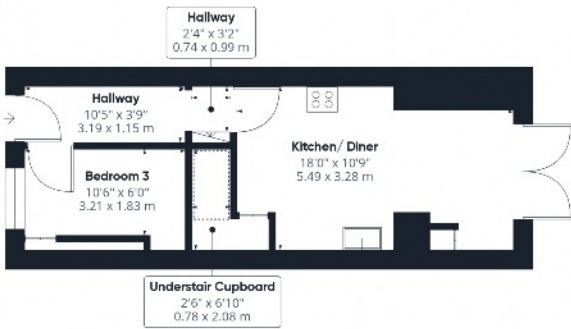 Hallway
2'4" x 3'2"
0.74 x 0.99 m
Hallway
10'5" x 3'9"
3.19 x 1.15 m
Kitchen/ Diner
18'0" x 10'9"
5.49 x 3.28 m
Bedroom 3
10'6" x 6'0"
3.21 x 1.83 m
Understair Cupboard
2'6" x 6'10"
0.78 x 2.08 m